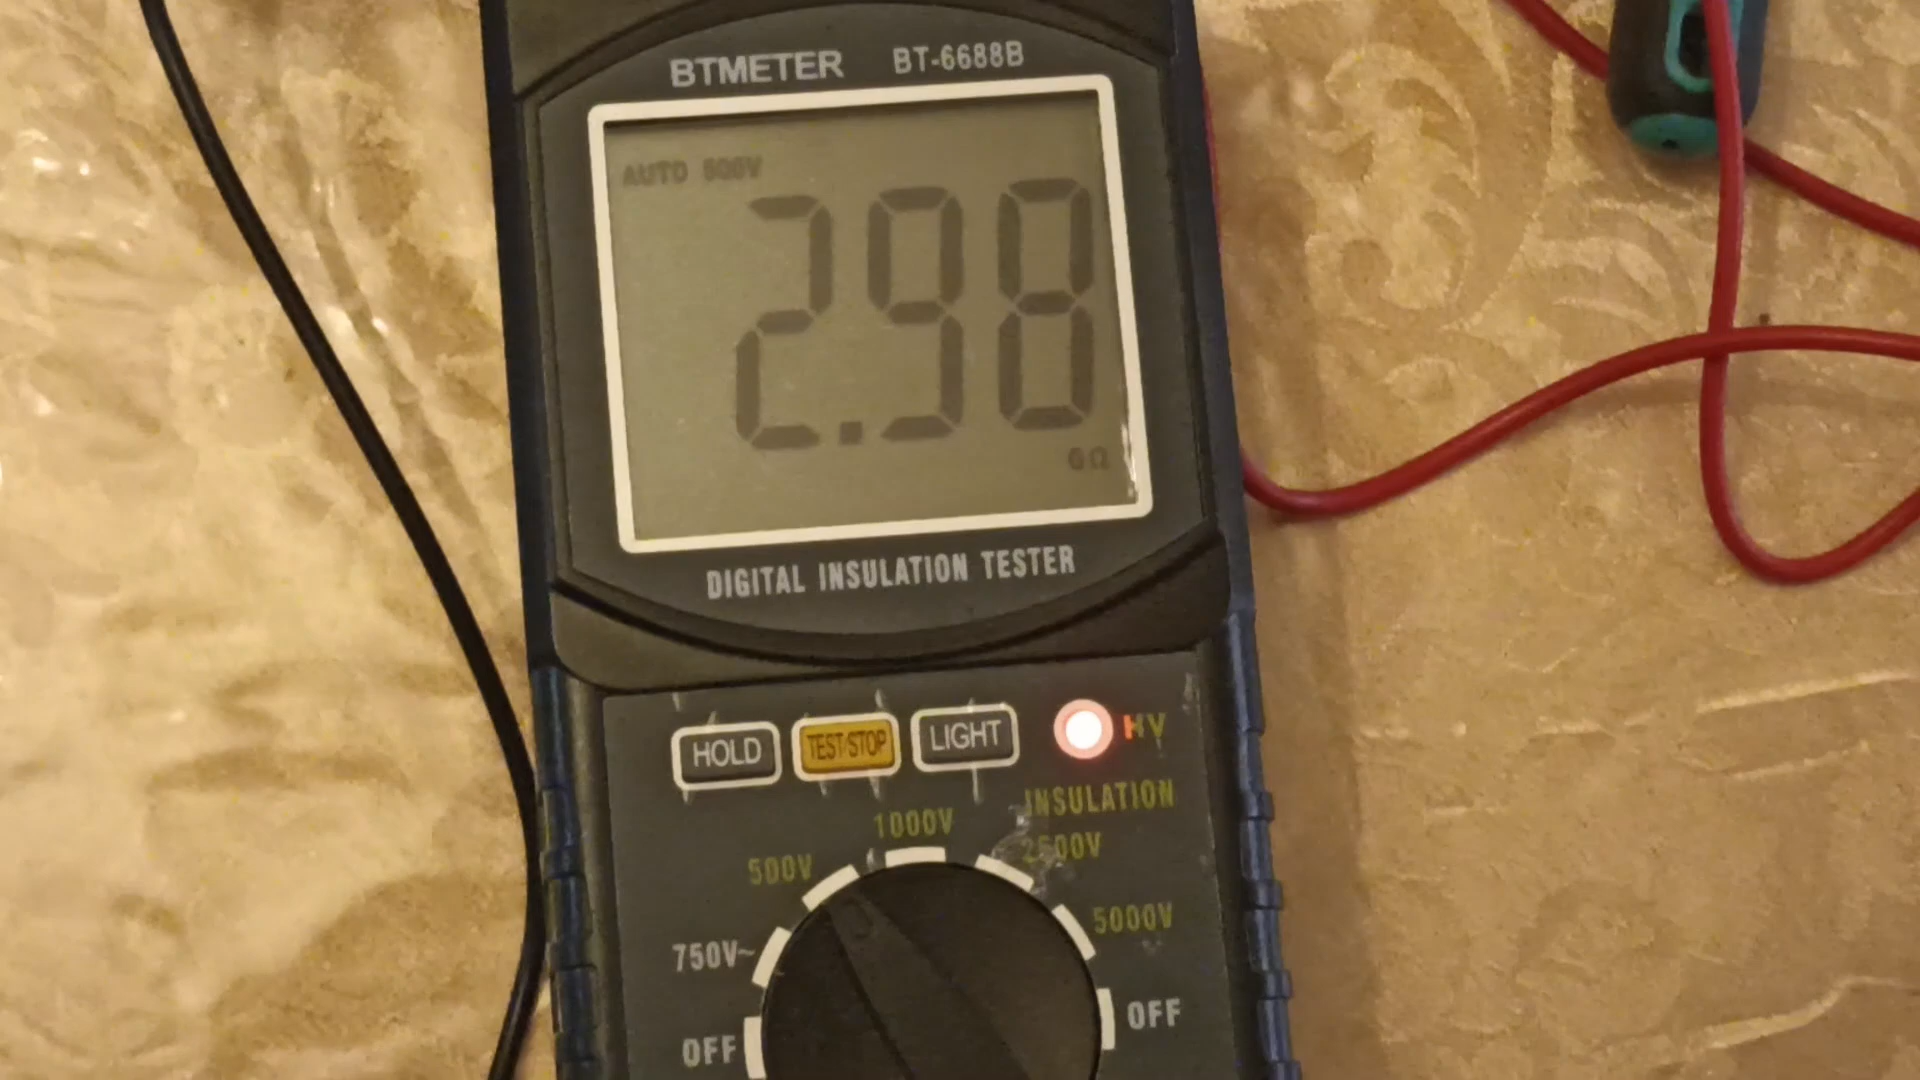 BTMETER BT-6688B
AUTO 500V
2.98
GΩ
DIGITAL INSULATION TESTER
HOLD TEST/STOP LIGHT HV
INSULATION
1000V
500V 2500V
750V~ 5000V
OFF OFF